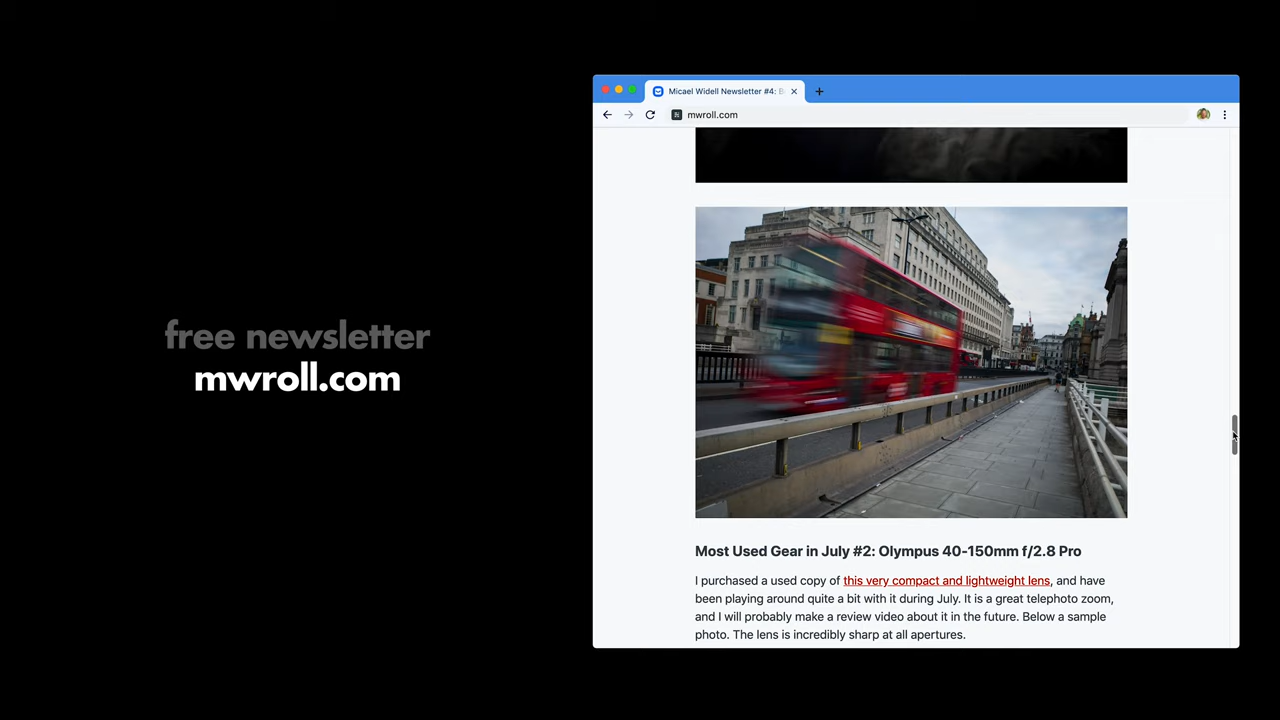 free newsletter
mwroll.com
Micael Widell Newsletter #4:
mwroll.com
Most Used Gear in July #2: Olympus 40-150mm f/2.8 Pro
I purchased a used copy of this very compact and lightweight lens, and have
been playing around quite a bit with it during July. It is a great telephoto zoom,
and I will probably make a review video about it in the future. Below a sample
photo. The lens is incredibly sharp at all apertures.